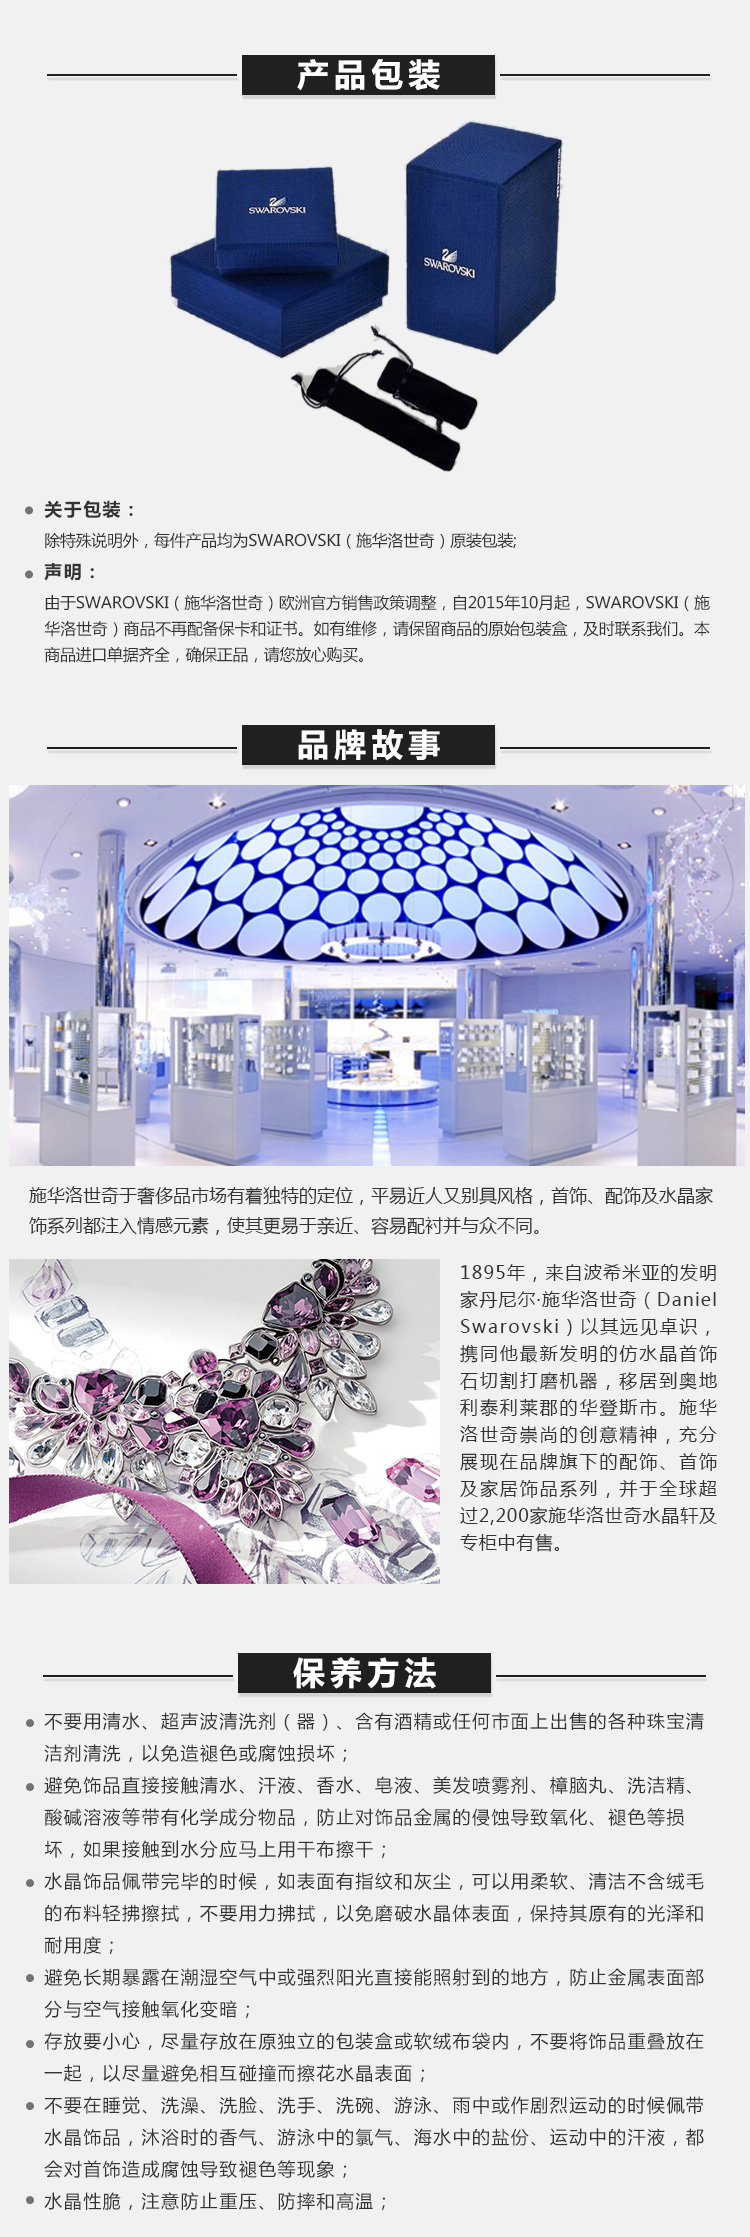 产品包装
SWAROVSKI
SWAROVSKI
关于包装：
除特殊说明外，每件产品均为SWAROVSKI（施华洛世奇）原装包装;
声明：
由于SWAROVSKI（施华洛世奇）欧洲官方销售政策调整，自2015年10月起，SWAROVSKI（施
华洛世奇）商品不再配备保卡和证书。如有维修，请保留商品的原始包装盒，及时联系我们。本
商品进口单据齐全，确保正品，请您放心购买。
品牌故事
施华洛世奇于奢侈品市场有着独特的定位，平易近人又别具风格，首饰、配饰及水晶家
饰系列都注入情感元素，使其更易于亲近、容易配衬并与众不同。
1895年，来自波希米亚的发明
家丹尼尔·施华洛世奇（Daniel
Swarovski）以其远见卓识，
携同他最新发明的仿水晶首饰
石切割打磨机器，移居到奥地
利泰利莱郡的华登斯市。施华
洛世奇崇尚的创意精神，充分
展现在品牌旗下的配饰、首饰
及家居饰品系列，并于全球超
过2,200家施华洛世奇水晶轩及
专柜中有售。
保养方法
不要用清水、超声波清洗剂（器）、含有酒精或任何市面上出售的各种珠宝清
洁剂清洗，以免造褪色或腐蚀损坏；
避免饰品直接接触清水、汗液、香水、皂液、美发喷雾剂、樟脑丸、洗洁精、
酸碱溶液等带有化学成分物品，防止对饰品金属的侵蚀导致氧化、褪色等损
坏，如果接触到水分应马上用干布擦干；
水晶饰品佩带完毕的时候，如表面有指纹和灰尘，可以用柔软、清洁不含绒毛
的布料轻拂擦拭，不要用力拂拭，以免磨破水晶体表面，保持其原有的光泽和
耐用度；
避免长期暴露在潮湿空气中或强烈阳光直接能照射到的地方，防止金属表面部
分与空气接触氧化变暗；
存放要小心，尽量存放在原独立的包装盒或软绒布袋内，不要将饰品重叠放在
一起，以尽量避免相互碰撞而擦花水晶表面；
不要在睡觉、洗澡、洗脸、洗手、洗碗、游泳、雨中或作剧烈运动的时候佩带
水晶饰品，沐浴时的香气、游泳中的氯气、海水中的盐份、运动中的汗液，都
会对首饰造成腐蚀导致褪色等现象；
水晶性脆，注意防止重压、防摔和高温；